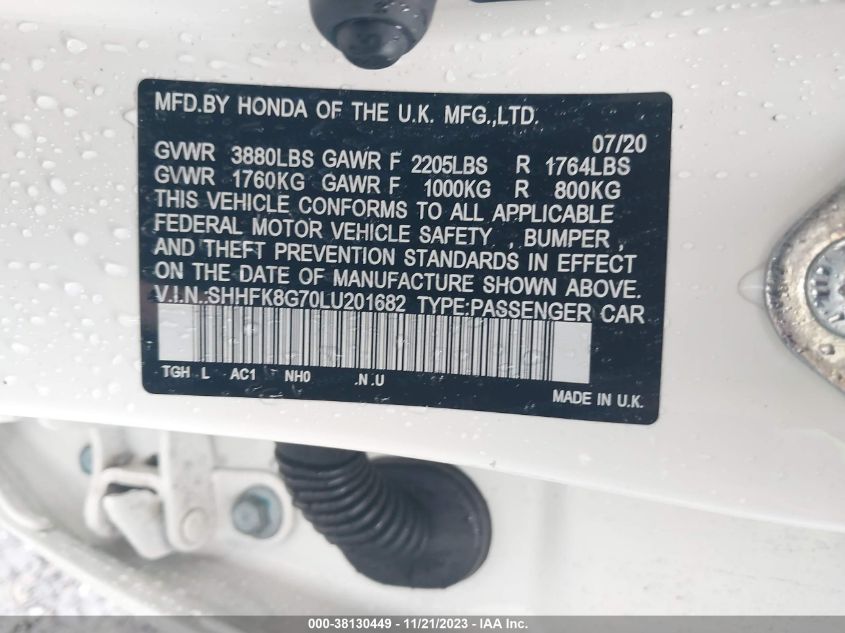 MFD.BY HONDA OF THE U.K. MFG.,LTD.
07/20
GVWR 3880LBS GAWR F 2205LBS R 1764LBS
GVWR 1760KG GAWR F 1000KG R 800KG
THIS VEHICLE CONFORMS TO ALL APPLICABLE
FEDERAL MOTOR VEHICLE SAFETY , BUMPER ,
AND THEFT PREVENTION STANDARDS IN EFFECT
ON THE DATE OF MANUFACTURE SHOWN ABOVE.
V.I.N.:SHHFK8G70LU201682 TYPE:PASSENGER CAR
TGH L AC1 NH0 .N .U
MADE IN U.K.
000-38130449 - 11/21/2023 - IAA Inc.